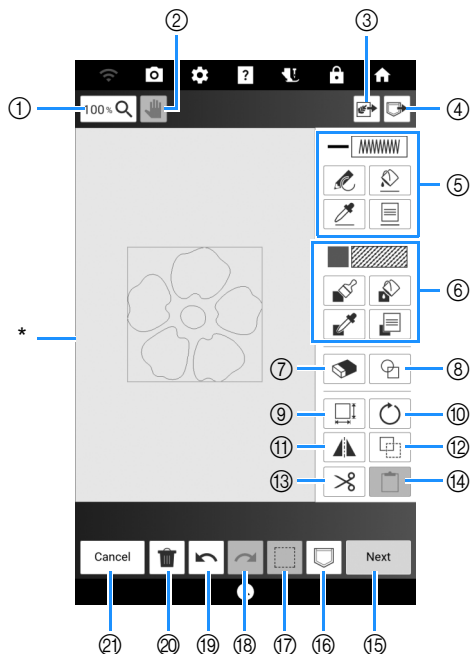 ② ③
① 100% ④
⑤
⑥
*
⑦ ⑧
⑨ ⑩
⑪ ⑫
⑬ ⑭
Cancel Next
㉑ ⑳ ⑲ ⑱ ⑰ ⑯ ⑮